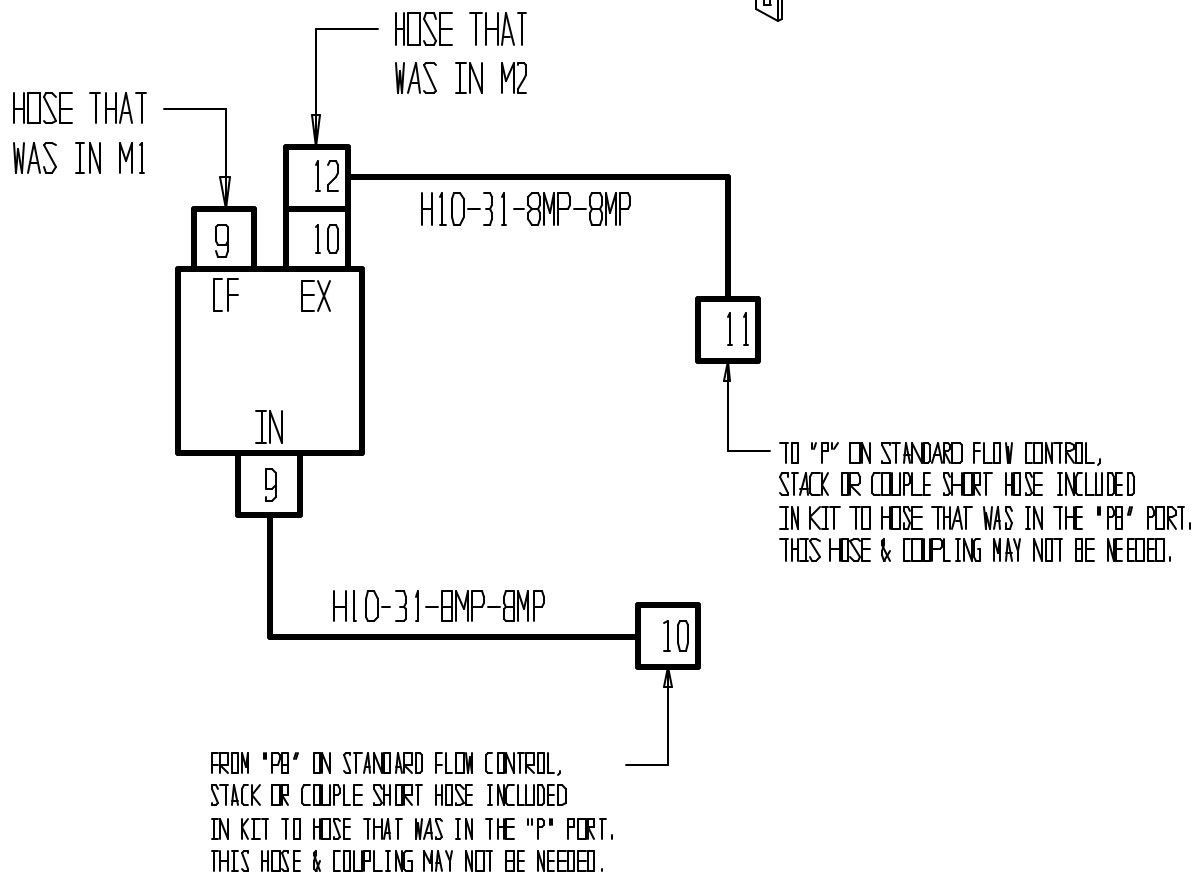 HOSE THAT
WAS IN M2
HOSE THAT
WAS IN M1
12
H10-31-8MP-8MP
9
10
CF
EX
11
IN
9
TO "P" ON STANDARD FLOW CONTROL,
STACK OR COUPLE SHORT HOSE INCLUDED
IN KIT TO HOSE THAT WAS IN THE "PB" PORT.
THIS HOSE & COUPLING MAY NOT BE NEEDED.
H10-31-8MP-8MP
10
FROM "PB" ON STANDARD FLOW CONTROL,
STACK OR COUPLE SHORT HOSE INCLUDED
IN KIT TO HOSE THAT WAS IN THE "P" PORT.
THIS HOSE & COUPLING MAY NOT BE NEEDED.